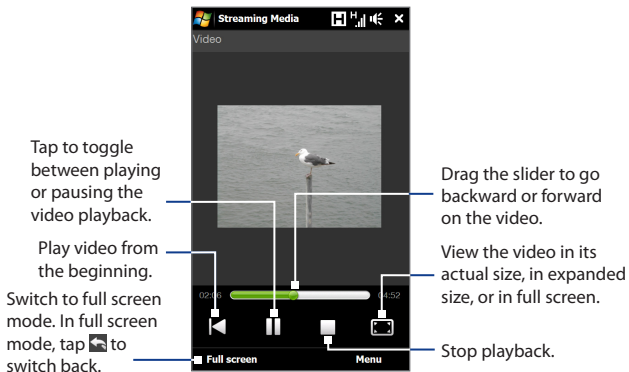 Streaming Media
Video
Tap to toggle
between playing
or pausing the
video playback.
Play video from
the beginning.
Switch to full screen
mode. In full screen
mode, tap to
switch back.
Drag the slider to go
backward or forward
on the video.
View the video in its
actual size, in expanded
size, or in full screen.
Stop playback.
02:06
04:52
Full screen
Menu